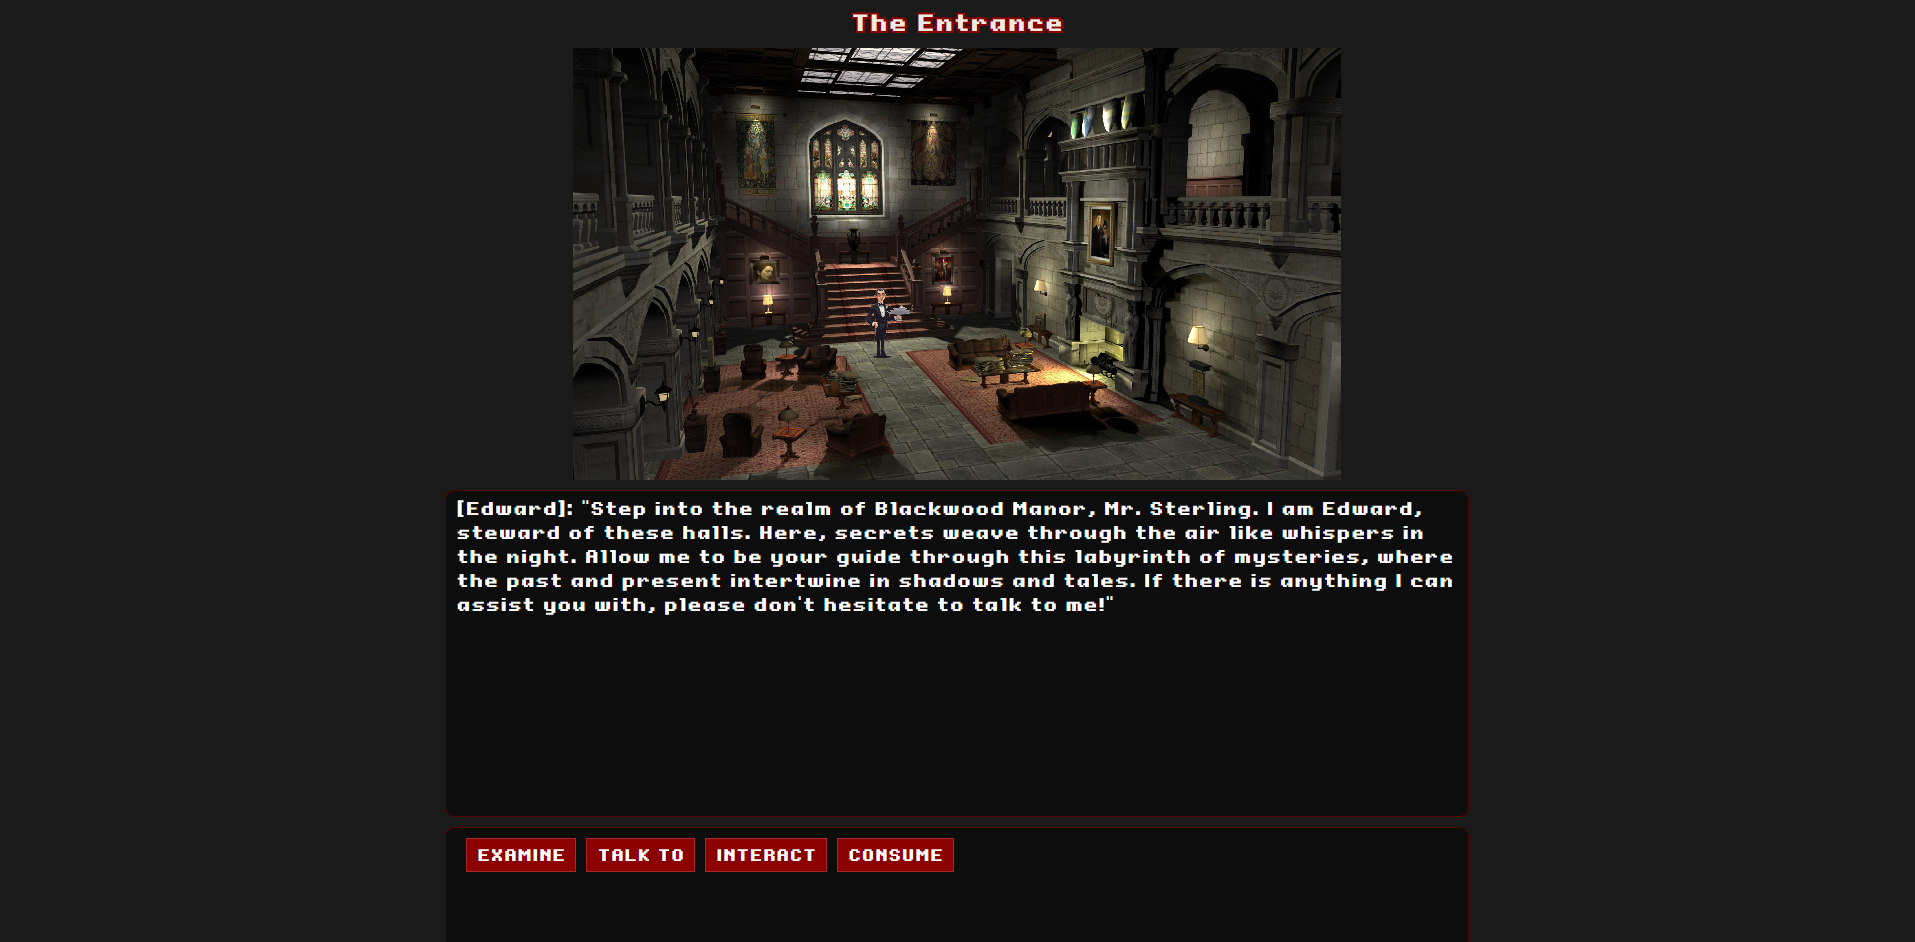 The Entrance
[Edward]: "Step into the realm of Blackwood Manor, Mr. Sterling. I am Edward,
steward of these halls. Here, secrets weave through the air like whispers in
the night. Allow me to be your guide through this labyrinth of mysteries, where
the past and present intertwine in shadows and tales. If there is anything I can
assist you with, please don't hesitate to talk to me!"
EXAMINE TALK TO INTERACT CONSUME